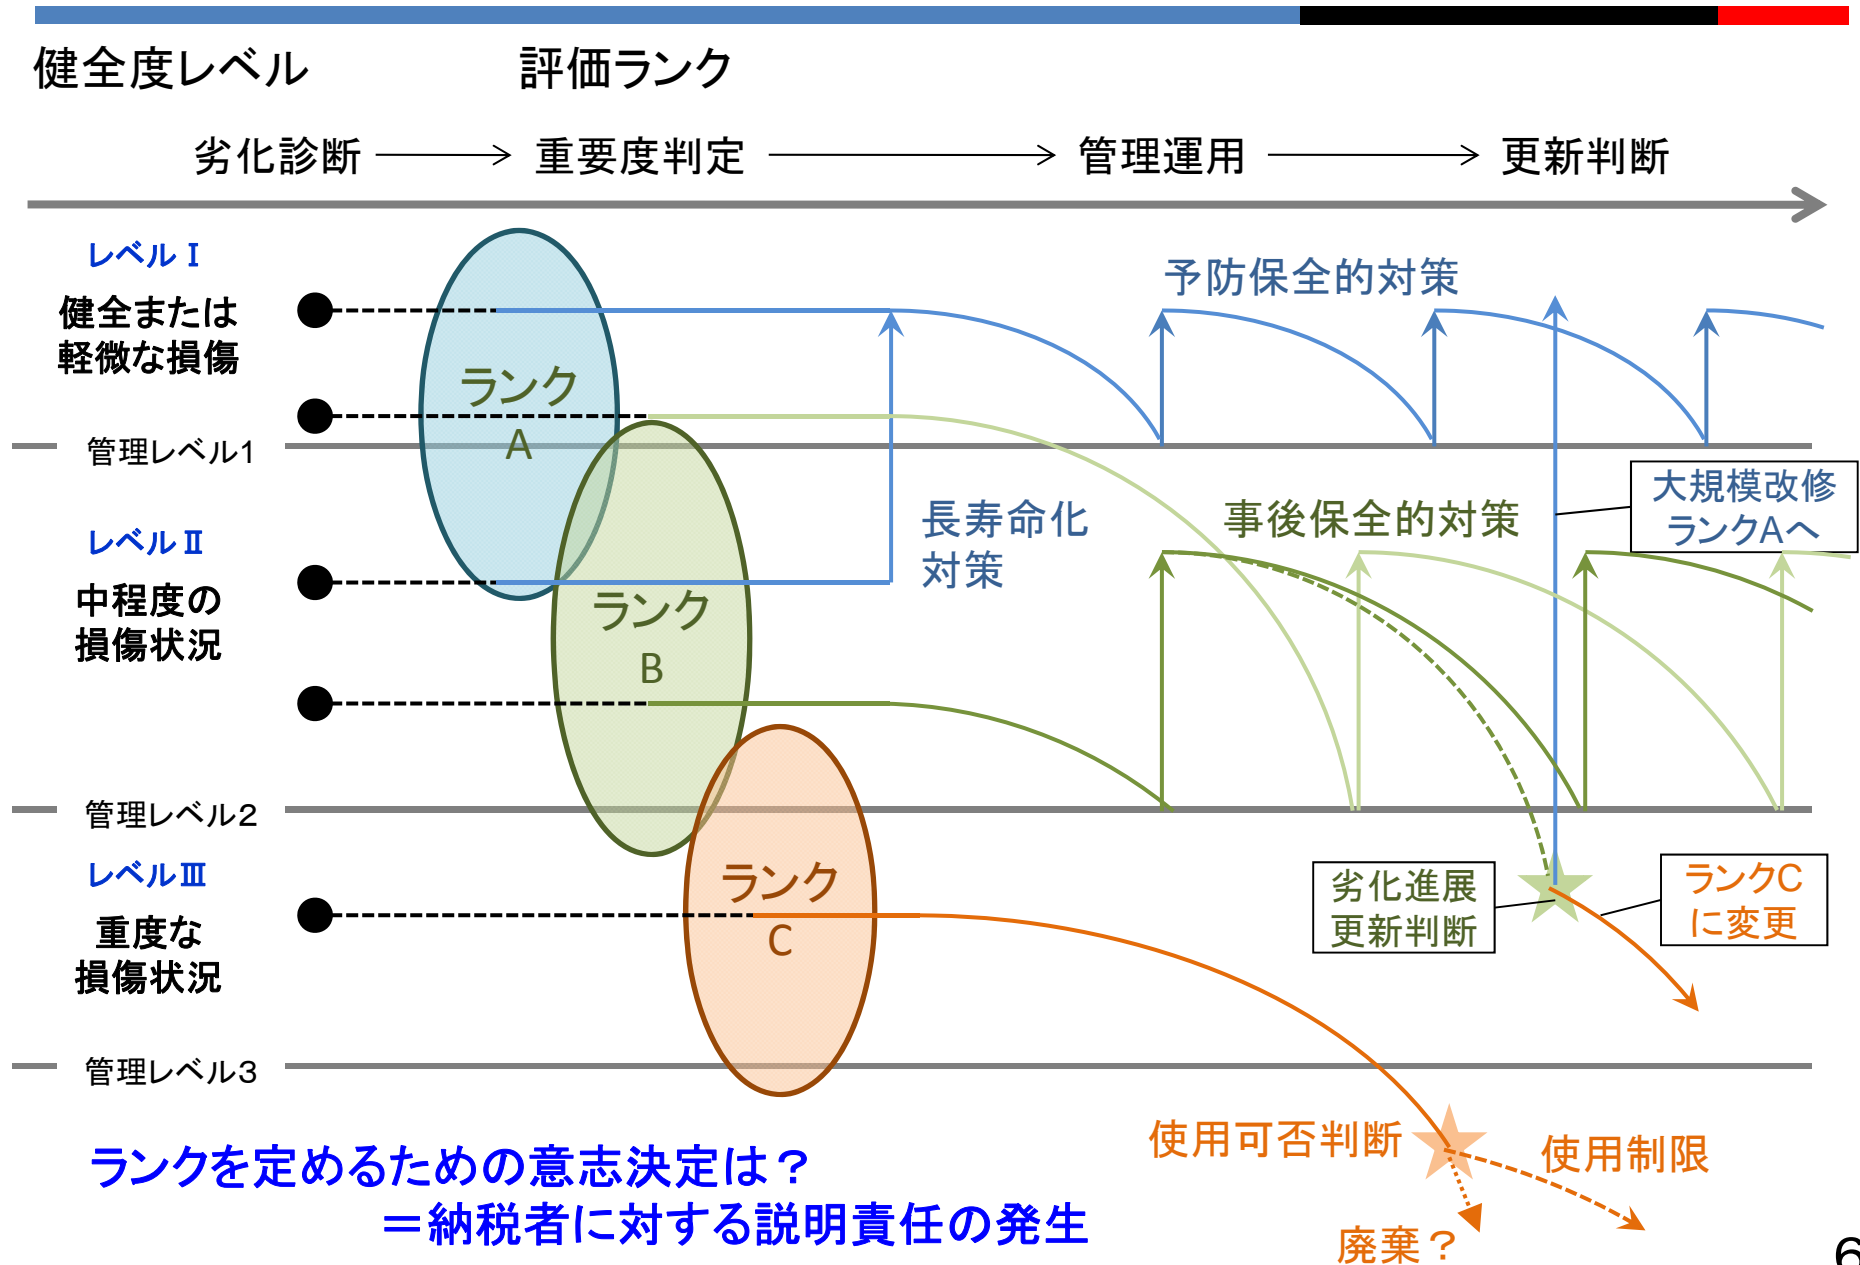 健全度レベル
評価ランク
劣化診断
重要度判定
管理運用
更新判断
レベルⅠ
健全または
軽微な損傷
ランク
A
予防保全的対策
管理レベル1
大規模改修
ランクAへ
長寿命化
対策
事後保全的対策
レベルⅡ
中程度の
損傷状況
ランク
B
管理レベル2
レベルⅢ
重度な
損傷状況
ランク
C
劣化進展
更新判断
ランクC
に変更
管理レベル3
使用可否判断
使用制限
廃棄？
ランクを定めるための意志決定は？
＝納税者に対する説明責任の発生
6